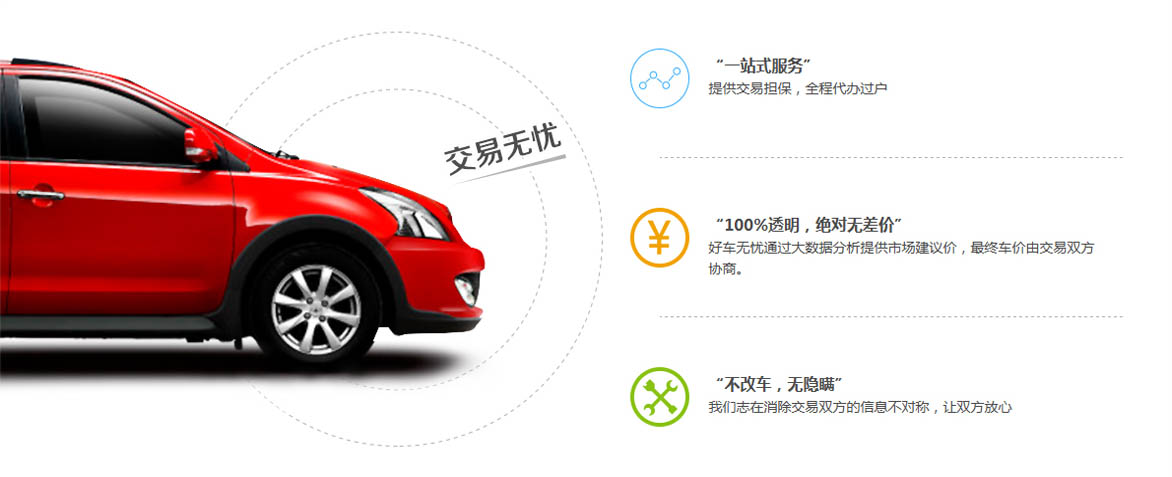 交易无忧
“一站式服务”
提供交易担保，全程代办过户
¥
“100%透明，绝对无差价”
好车无忧通过大数据分析提供市场建议价，最终车价由交易双方
协商。
“不改车，无隐瞒”
我们志在消除交易双方的信息不对称，让双方放心